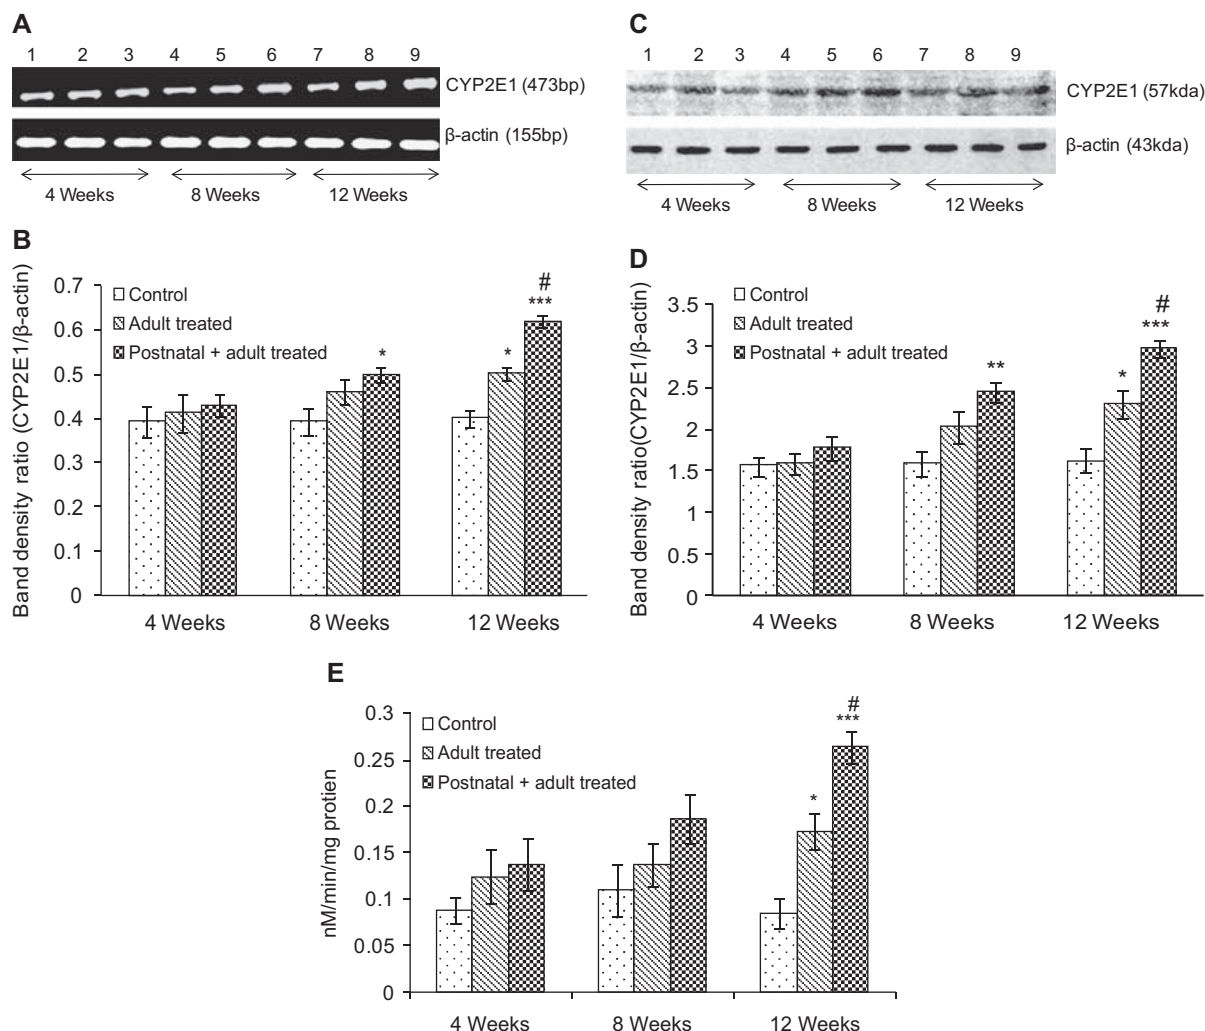 A
1 2 3 4 5 6 7 8 9
CYP2E1 (473bp)
β-actin (155bp)
4 Weeks 8 Weeks 12 Weeks
C
1 2 3 4 5 6 7 8 9
CYP2E1 (57kda)
β-actin (43kda)
4 Weeks 8 Weeks 12 Weeks
B
Band density ratio (CYP2E1/β-actin)
0.7
0.6
0.5
0.4
0.3
0.2
0.1
0
Control
Adult treated
Postnatal + adult treated
*
*
#
***
4 Weeks 8 Weeks 12 Weeks
D
Band density ratio(CYP2E1/β-actin)
3.5
3
2.5
2
1.5
1
0.5
0
Control
Adult treated
Postnatal + adult treated
**
*
#
***
4 Weeks 8 Weeks 12 Weeks
E
nM/min/mg protien
0.3
0.25
0.2
0.15
0.1
0.05
0
Control
Adult treated
Postnatal + adult treated
*
#
***
4 Weeks 8 Weeks 12 Weeks